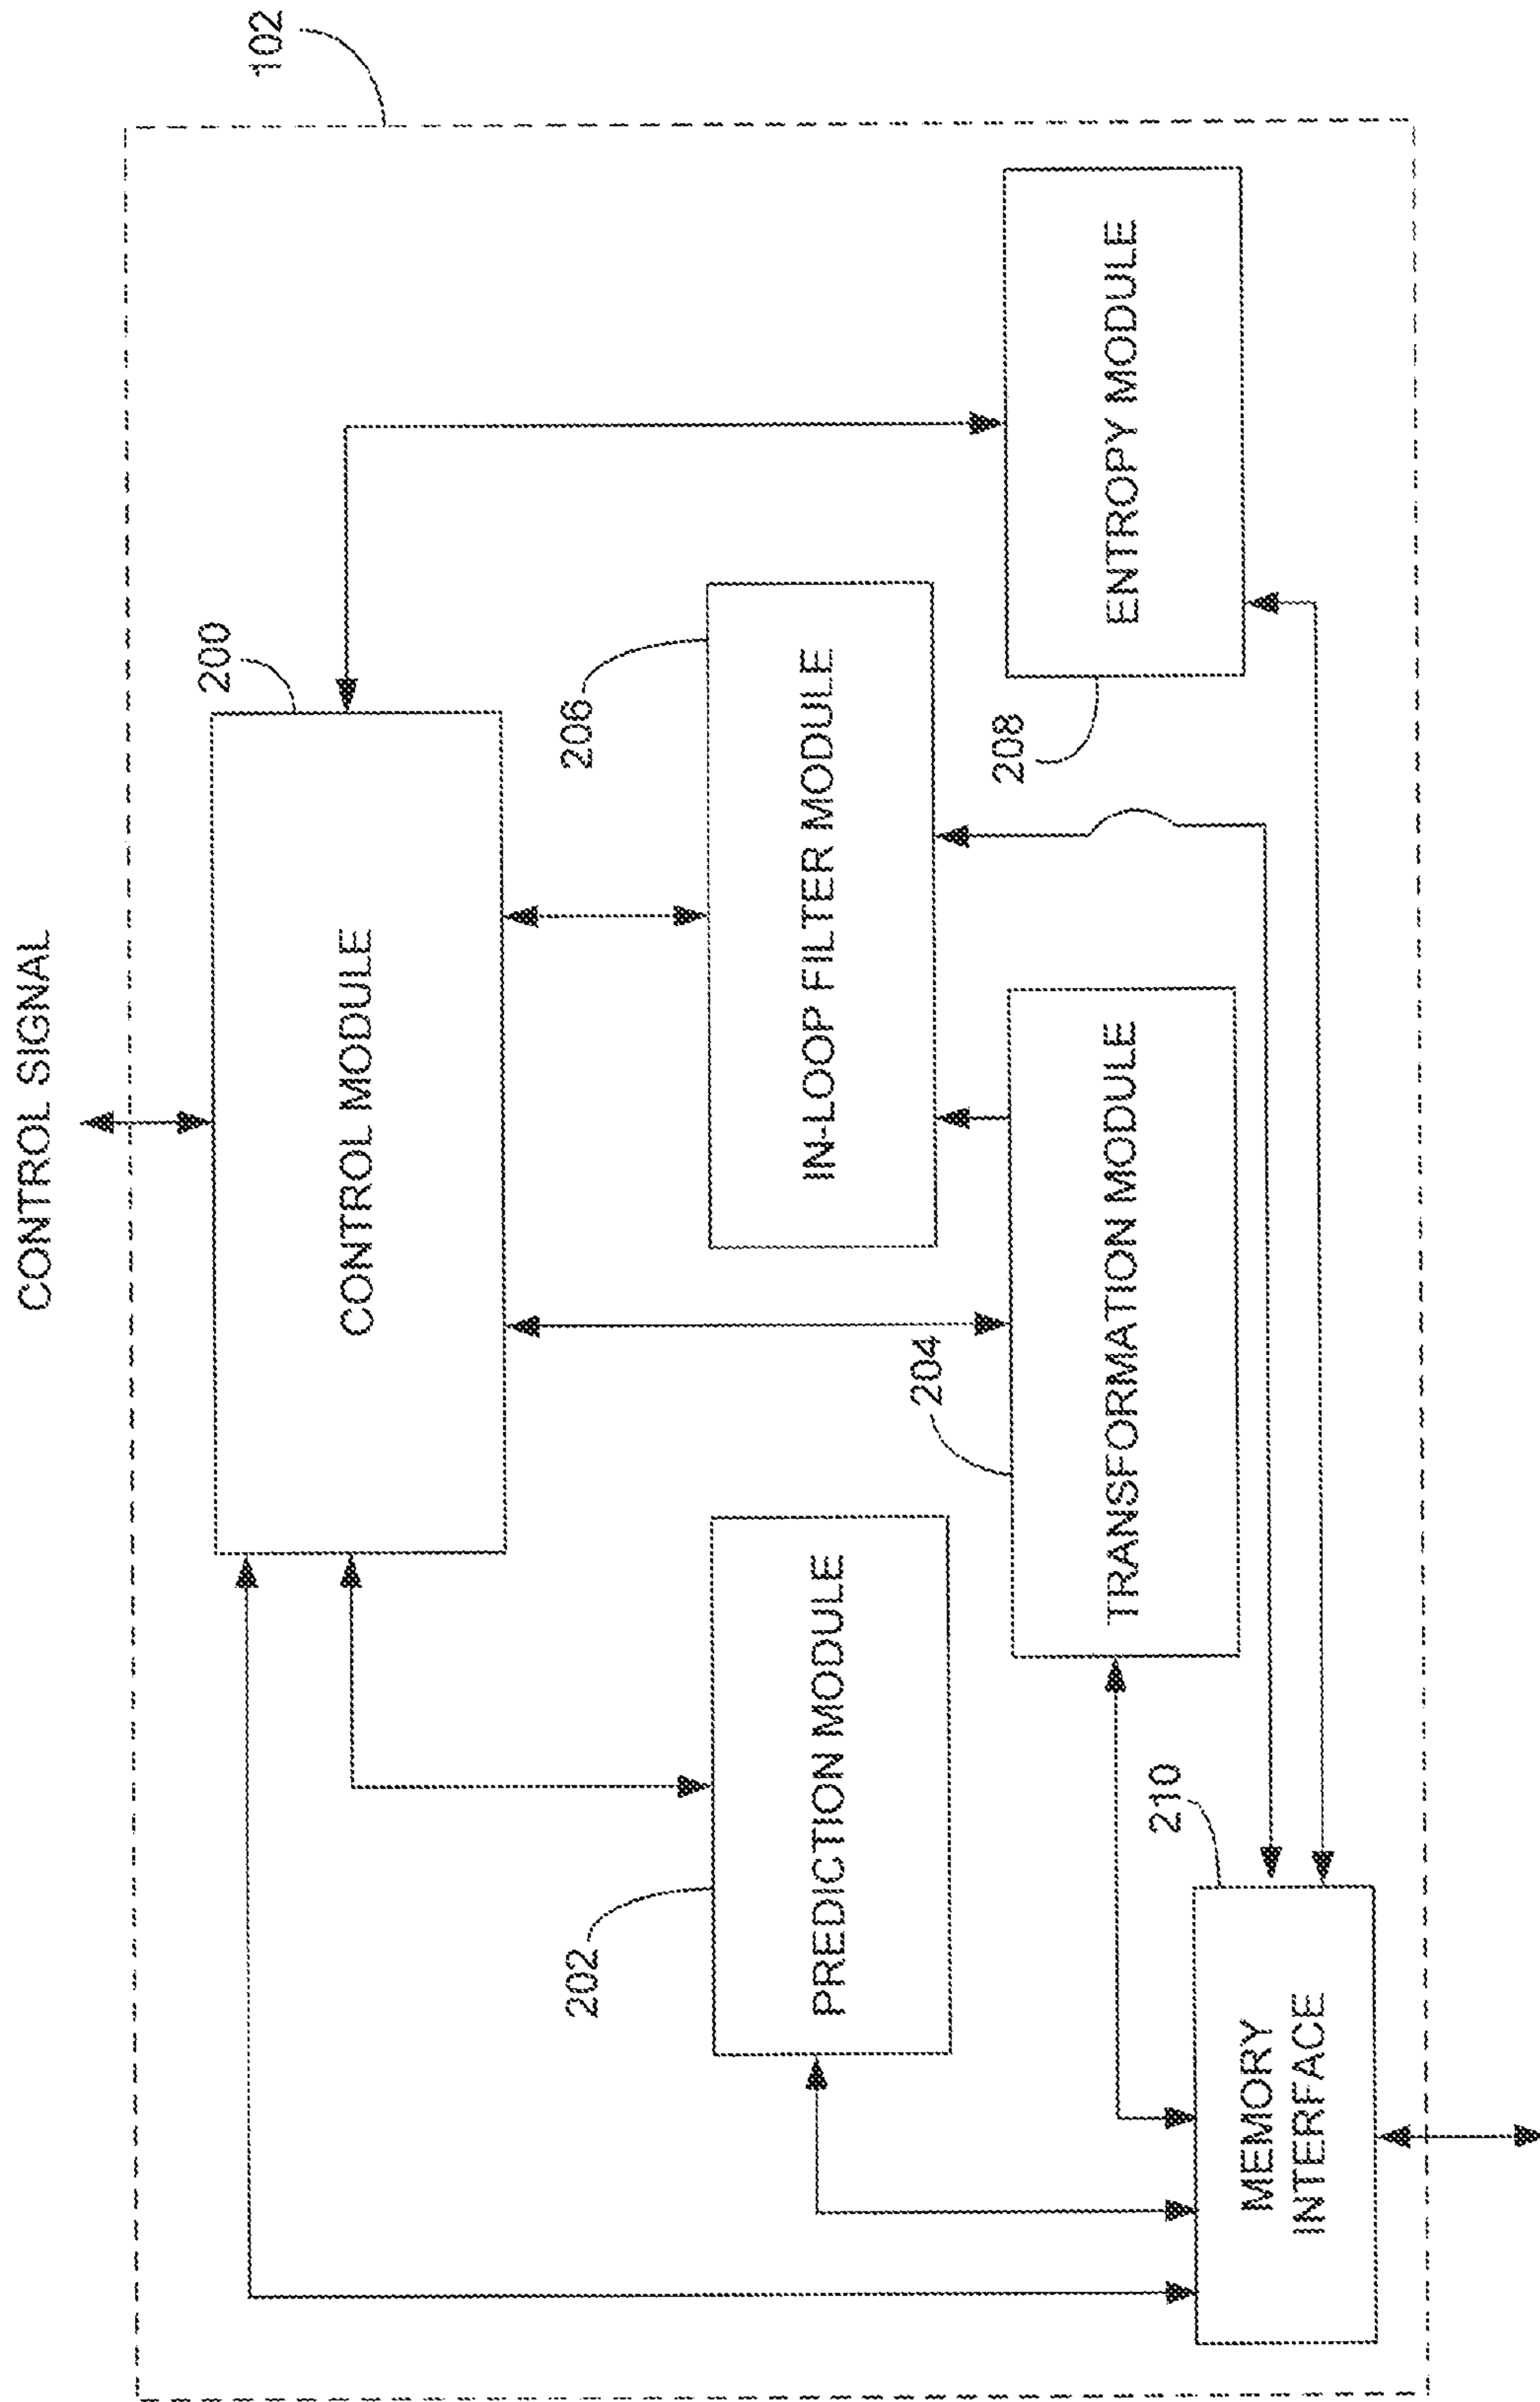 CONTROL SIGNAL
102
200
CONTROL MODULE
202
PREDICTION MODULE
206
IN-LOOP FILTER MODULE
204
TRANSFORMATION MODULE
208
ENTROPY MODULE
210
MEMORY
INTERFACE